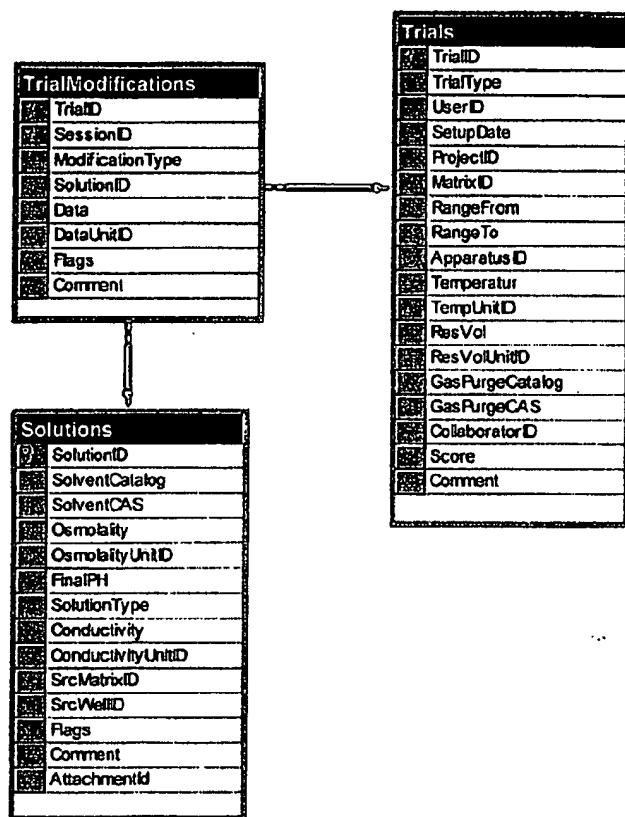 TrialModifications
TrialID
SessionID
ModificationType
SolutionID
Data
DataUnitID
Flags
Comment
Trials
TrialID
TrialType
UserID
SetupDate
ProjectID
MatrixID
RangeFrom
RangeTo
ApparatusID
Temperatur
TempUnitID
ResVol
ResVolUnitID
GasPurgeCatalog
GasPurgeCAS
CollaboratorID
Score
Comment
Solutions
SolutionID
SolventCatalog
SolventCAS
Osmolality
OsmolalityUnitID
FinalPH
SolutionType
Conductivity
ConductivityUnitID
SrcMatrixID
SrcWellID
Flags
Comment
AttachmentId